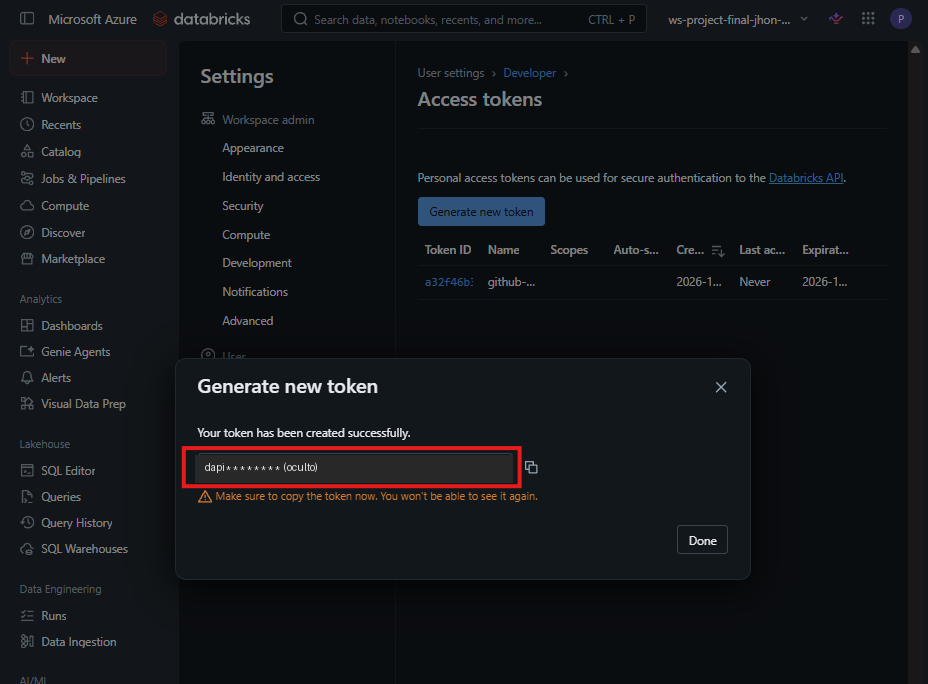 Microsoft Azure databricks Search data, notebooks, recents, and more... CTRL + P ws-project-final-jhon-... P
New
Workspace
Recents
Catalog
Jobs & Pipelines
Compute
Discover
Marketplace
Analytics
Dashboards
Genie Agents
Alerts
Visual Data Prep
Lakehouse
SQL Editor
Queries
Query History
SQL Warehouses
Data Engineering
Runs
Data Ingestion
AI/ML
Settings
Workspace admin
Appearance
Identity and access
Security
Compute
Development
Notifications
Advanced
User
User settings › Developer ›
Access tokens
Personal access tokens can be used for secure authentication to the Databricks API.
Generate new token
Token ID Name Scopes Auto-s... Cre... Last ac... Expirat...
a32f46b3 github-... 2026-1... Never 2026-1...
Generate new token
Your token has been created successfully.
dapi******** (oculto)
Make sure to copy the token now. You won't be able to see it again.
Done